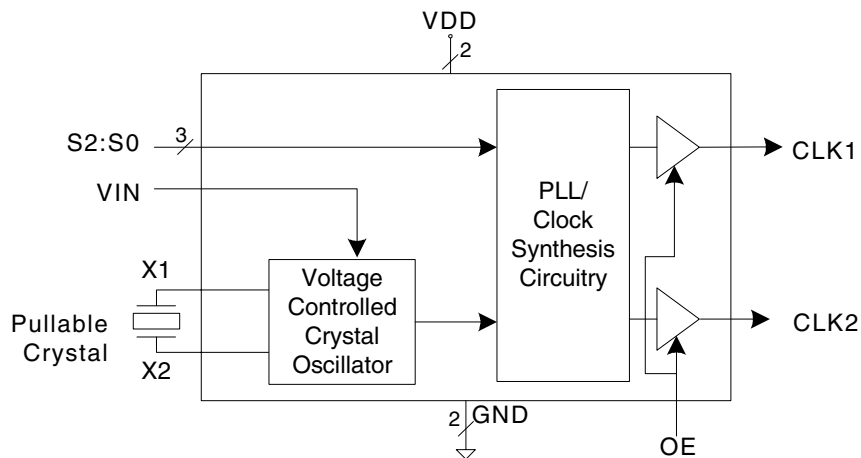 VDD
2
S2:S0
3
CLK1
VIN
PLL/
Clock
Synthesis
Circuitry
X1
Voltage
Controlled
Crystal
Oscillator
Pullable
Crystal
CLK2
X2
2
GND
OE